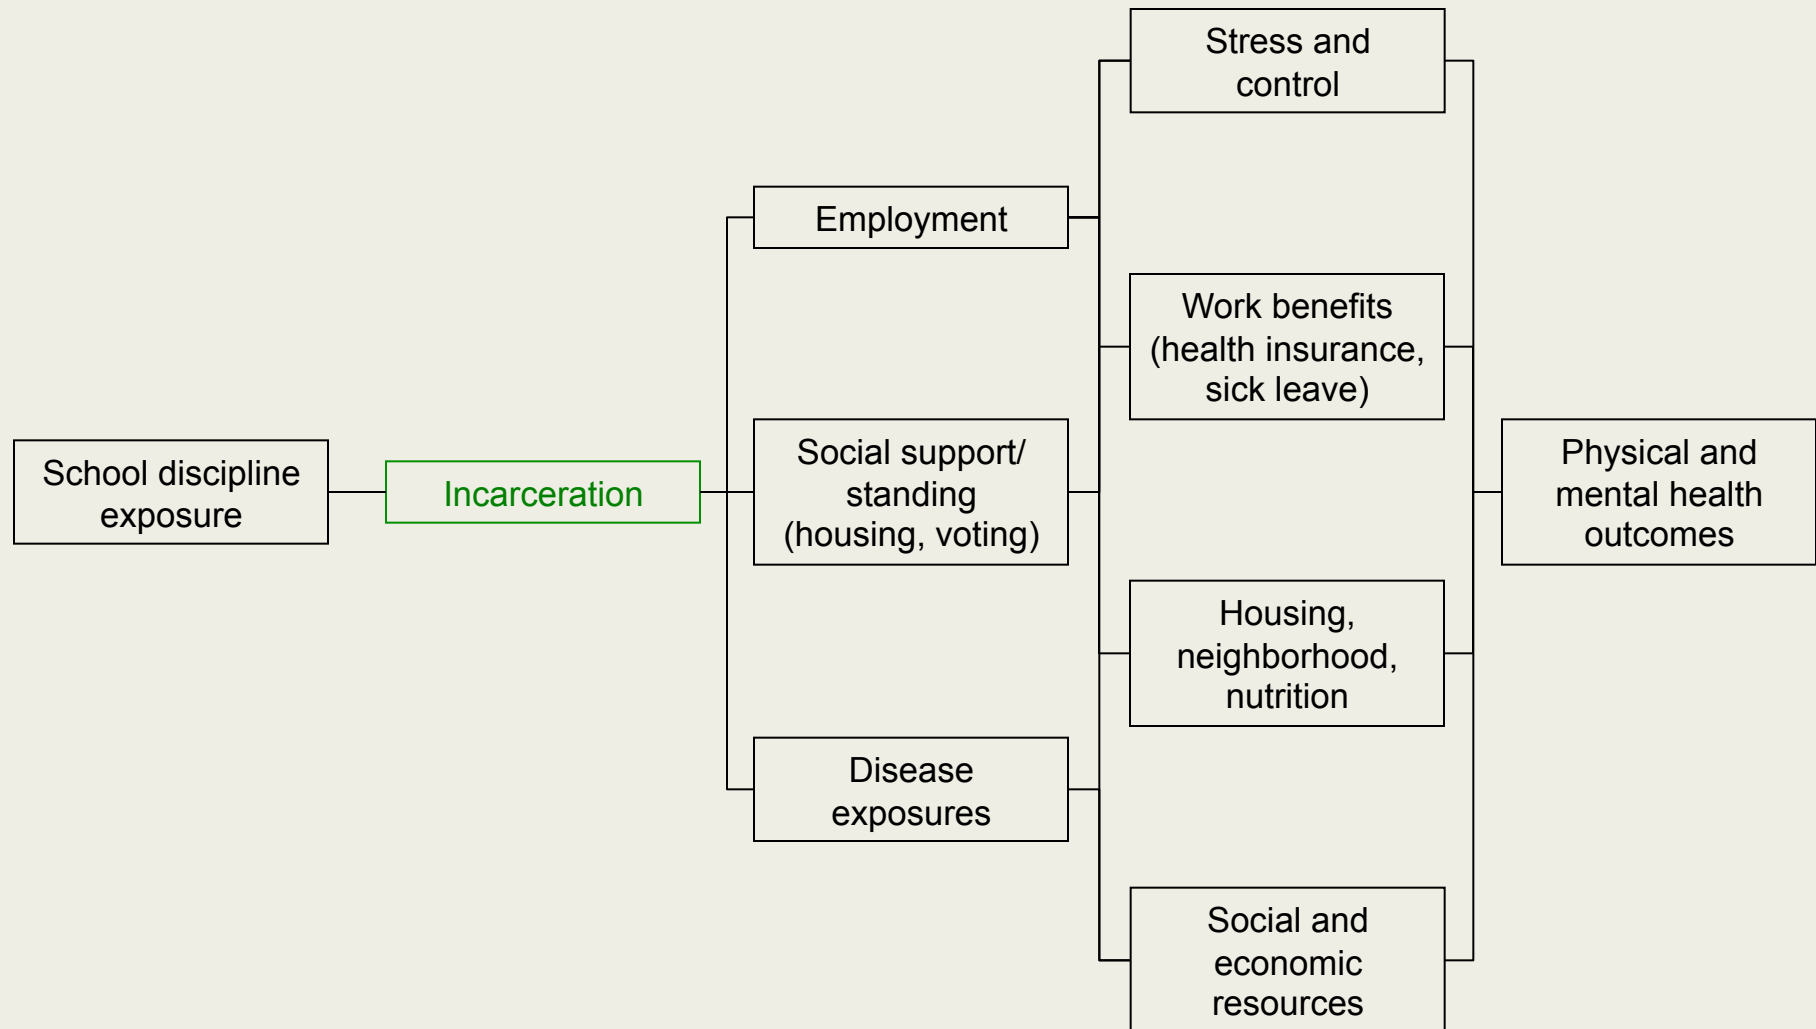 School discipline
exposure
Incarceration
Employment
Social support/
standing
(housing, voting)
Disease
exposures
Stress and
control
Work benefits
(health insurance,
sick leave)
Housing,
neighborhood,
nutrition
Social and
economic
resources
Physical and
mental health
outcomes